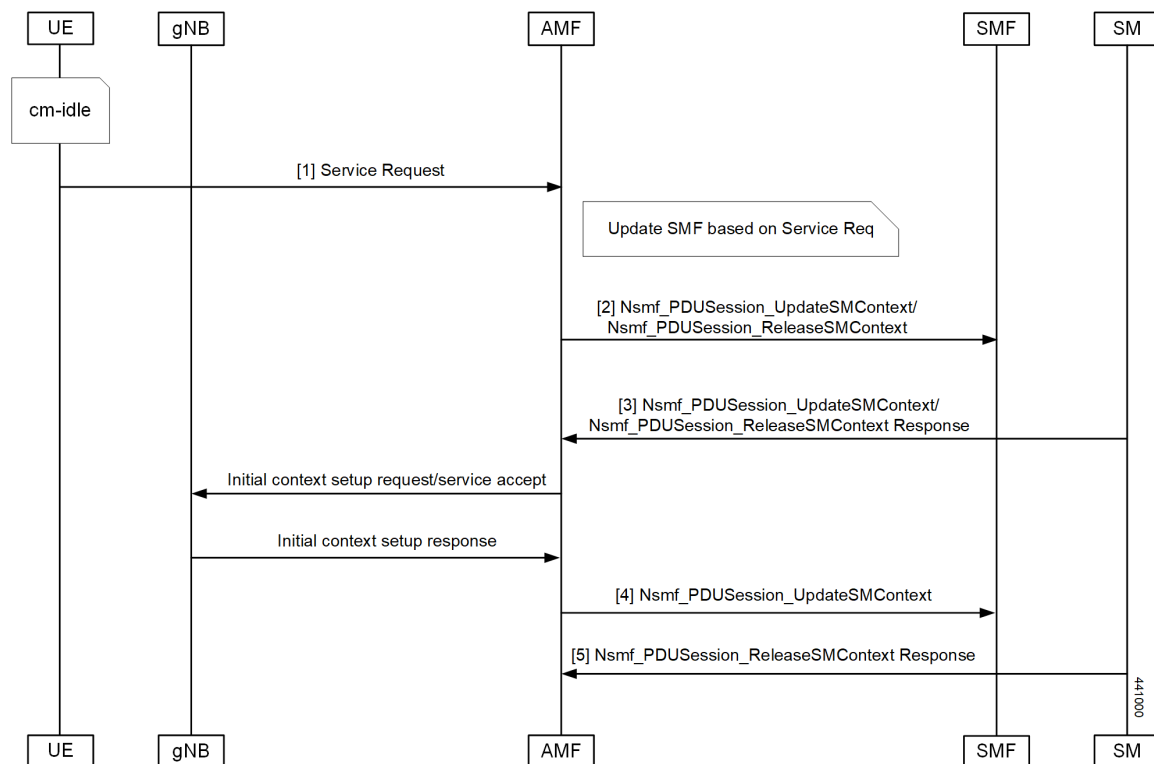 UE
gNB
AMF
SMF
SM
cm-idle
[1] Service Request
Update SMF based on Service Req
[2] Nsmf_PDUSession_UpdateSMContext/
Nsmf_PDUSession_ReleaseSMContext
[3] Nsmf_PDUSession_UpdateSMContext/
Nsmf_PDUSession_ReleaseSMContext Response
Initial context setup request/service accept
Initial context setup response
[4] Nsmf_PDUSession_UpdateSMContext
[5] Nsmf_PDUSession_ReleaseSMContext Response
441000
UE
gNB
AMF
SMF
SM